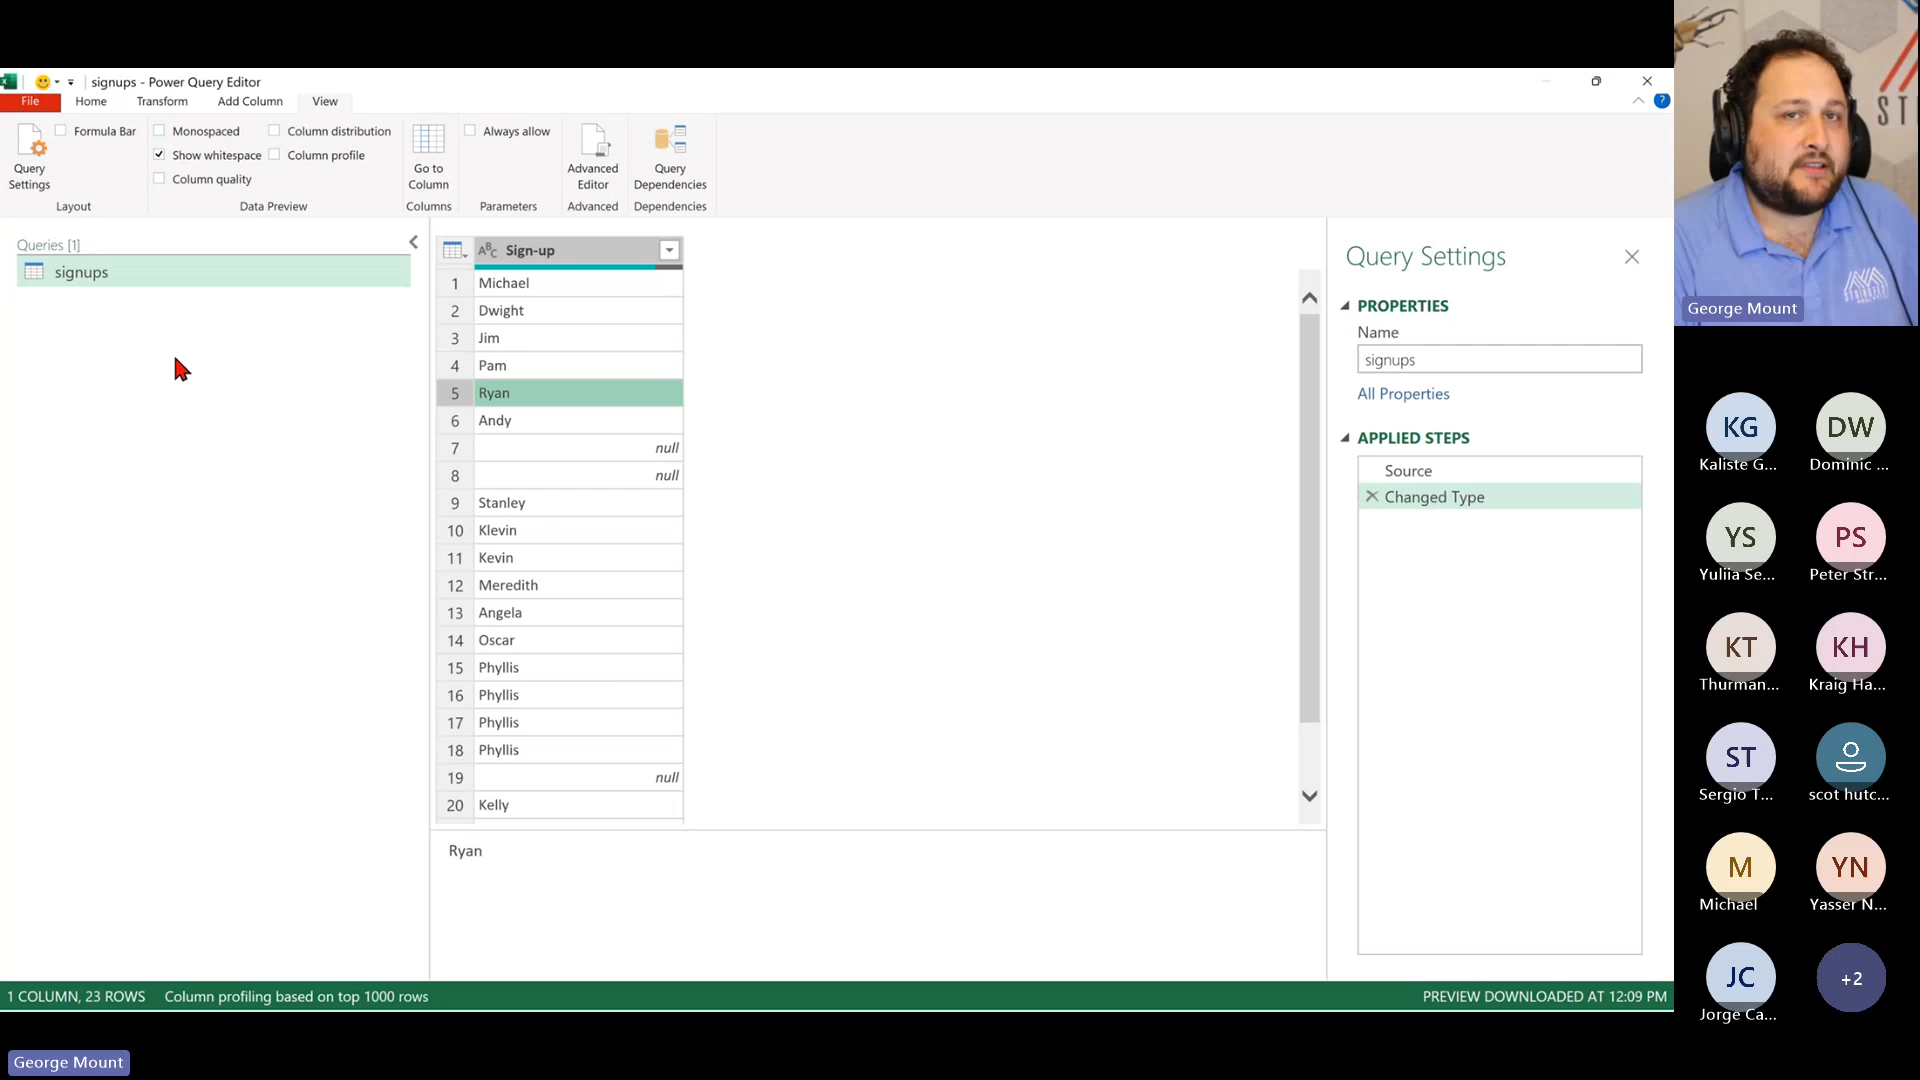 signups - Power Query Editor
File
Home
Transform
Add Column
View
?
Query
Settings
Formula Bar
Layout
Monospaced
Column distribution
Show whitespace
Column profile
Column quality
Data Preview
Go to
Column
Columns
Always allow
Parameters
Advanced
Editor
Advanced
Query
Dependencies
Dependencies
Queries [1]
signups
ABC Sign-up
1 Michael
2 Dwight
3 Jim
4 Pam
5 Ryan
6 Andy
7 null
8 null
9 Stanley
10 Klevin
11 Kevin
12 Meredith
13 Angela
14 Oscar
15 Phyllis
16 Phyllis
17 Phyllis
18 Phyllis
19 null
20 Kelly
Ryan
Query Settings
PROPERTIES
Name
signups
All Properties
APPLIED STEPS
Source
Changed Type
1 COLUMN, 23 ROWS
Column profiling based on top 1000 rows
PREVIEW DOWNLOADED AT 12:09 PM
George Mount
ST
George Mount
KG
Kaliste G...
DW
Dominic ...
YS
Yuliia Se...
PS
Peter Str...
KT
Thurman...
KH
Kraig Ha...
ST
Sergio T...
scot hutc...
M
Michael
YN
Yasser N...
JC
Jorge Ca...
+2